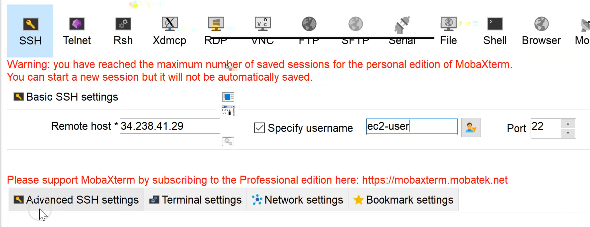 SSH Telnet Rsh Xdmcp RDP VNC FTP SFTP Serial File Shell Browser Mo
Warning: you have reached the maximum number of saved sessions for the personal edition of MobaXterm.
You can start a new session but it will not be automatically saved.
Basic SSH settings
Remote host * 34.238.41.29 Specify username ec2-user Port 22
Please support MobaXterm by subscribing to the Professional edition here: https://mobaxterm.mobatek.net
Advanced SSH settings Terminal settings Network settings Bookmark settings